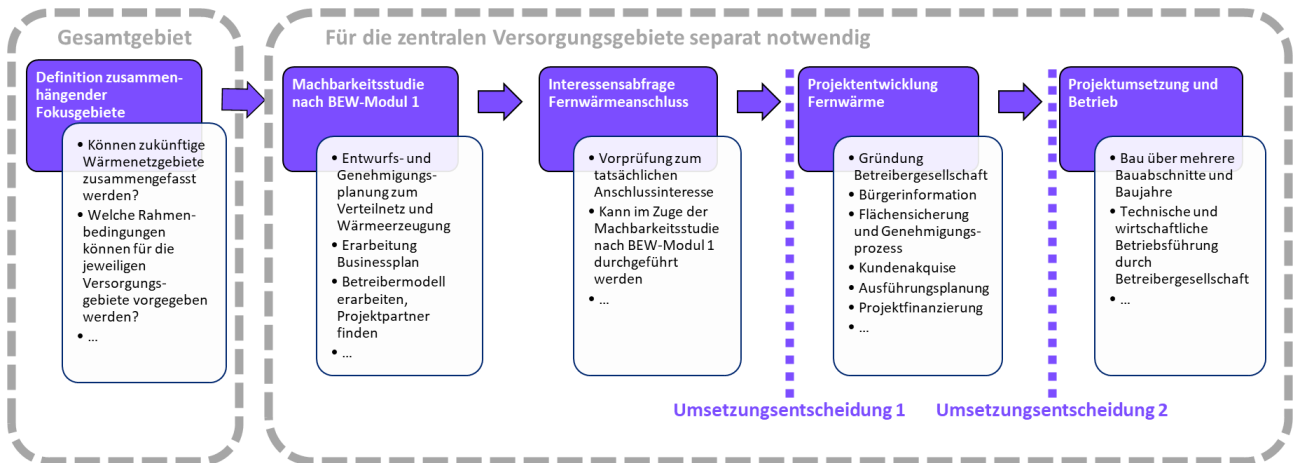 Gesamtgebiet
Für die zentralen Versorgungsgebiete separat notwendig
Definition zusammen-
hängender
Fokusgebiete
• Können zukünftige
Wärmenetzgebiete
zusammengefasst
werden?
• Welche Rahmen-
bedingungen
können für die
jeweiligen
Versorgungs-
gebiete vorgegeben
werden?
• ...
Machbarkeitsstudie
nach BEW-Modul 1
• Entwurfs- und
Genehmigungs-
planung zum
Verteilnetz und
Wärmeerzeugung
• Erarbeitung
Businessplan
• Betreibermodell
erarbeiten,
Projektpartner
finden
• ...
Interessensabfrage
Fernwärmeanschluss
• Vorprüfung zum
tatsächlichen
Anschlussinteresse
• Kann im Zuge der
Machbarkeitsstudie
nach BEW-Modul 1
durchgeführt
werden
• ...
Projektentwicklung
Fernwärme
• Gründung
Betreibergesellschaft
• Bürgerinformation
• Flächensicherung
und Genehmigungs-
prozess
• Kundenakquise
• Ausführungsplanung
• Projektfinanzierung
• ...
Projektumsetzung und
Betrieb
• Bau über mehrere
Bauabschnitte und
Baujahre
• Technische und
wirtschaftliche
Betriebsführung
durch
Betreibergesellschaft
• ...
Umsetzungsentscheidung 1
Umsetzungsentscheidung 2